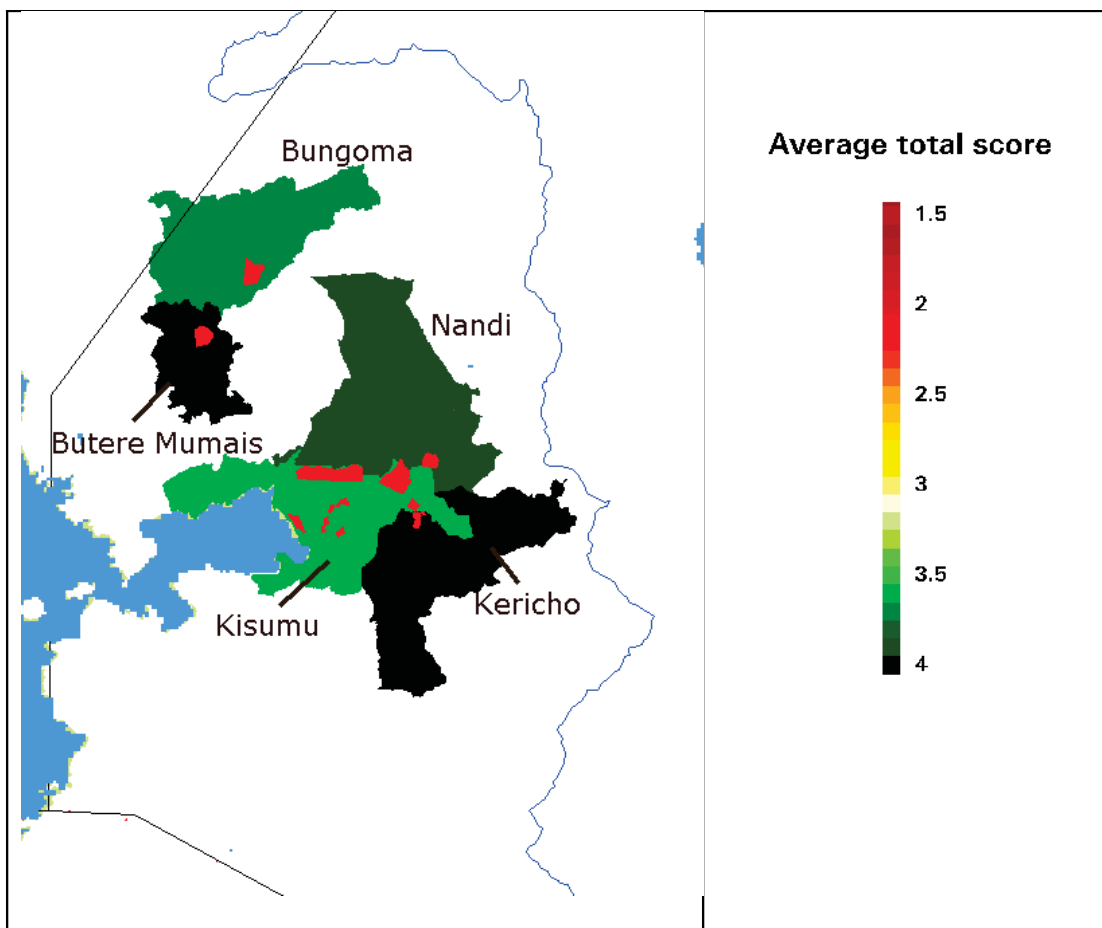 Bungoma
Nandi
Butere Mumais
Kisumu
Kericho
Average total score
1.5
2
2.5
3
3.5
4